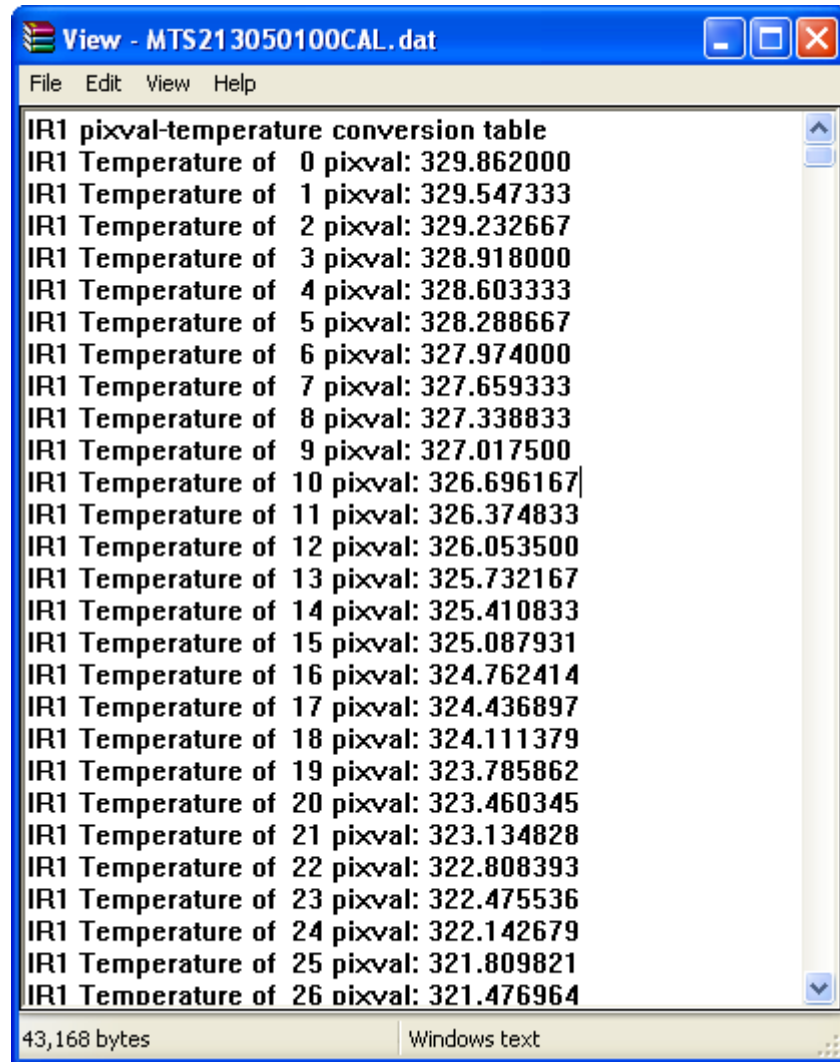 View - MTS213050100CAL.dat
File Edit View Help
IR1 pixval-temperature conversion table
IR1 Temperature of 0 pixval: 329.862000
IR1 Temperature of 1 pixval: 329.547333
IR1 Temperature of 2 pixval: 329.232667
IR1 Temperature of 3 pixval: 328.918000
IR1 Temperature of 4 pixval: 328.603333
IR1 Temperature of 5 pixval: 328.288667
IR1 Temperature of 6 pixval: 327.974000
IR1 Temperature of 7 pixval: 327.659333
IR1 Temperature of 8 pixval: 327.338833
IR1 Temperature of 9 pixval: 327.017500
IR1 Temperature of 10 pixval: 326.696167
IR1 Temperature of 11 pixval: 326.374833
IR1 Temperature of 12 pixval: 326.053500
IR1 Temperature of 13 pixval: 325.732167
IR1 Temperature of 14 pixval: 325.410833
IR1 Temperature of 15 pixval: 325.087931
IR1 Temperature of 16 pixval: 324.762414
IR1 Temperature of 17 pixval: 324.436897
IR1 Temperature of 18 pixval: 324.111379
IR1 Temperature of 19 pixval: 323.785862
IR1 Temperature of 20 pixval: 323.460345
IR1 Temperature of 21 pixval: 323.134828
IR1 Temperature of 22 pixval: 322.808393
IR1 Temperature of 23 pixval: 322.475536
IR1 Temperature of 24 pixval: 322.142679
IR1 Temperature of 25 pixval: 321.809821
IR1 Temperature of 26 pixval: 321.476964
43,168 bytes
Windows text